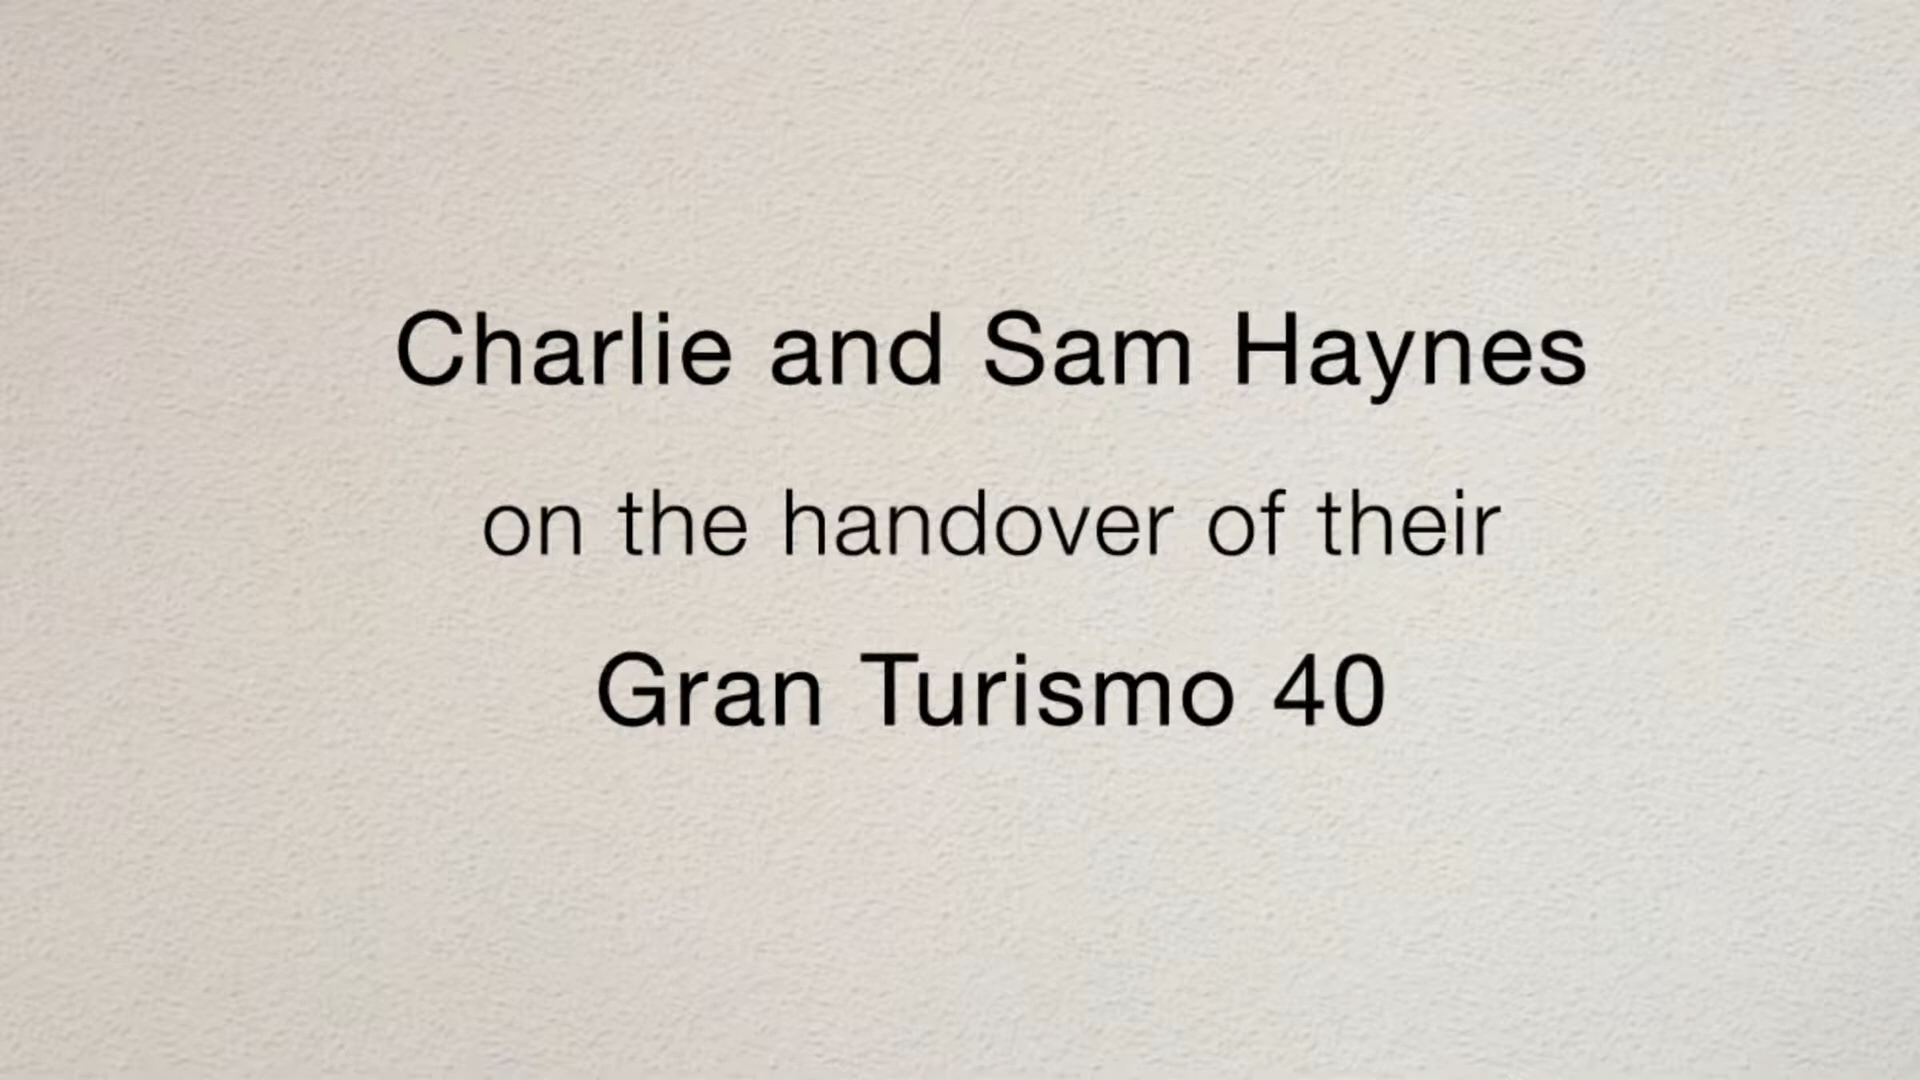 Charlie and Sam Haynes
on the handover of their
Gran Turismo 40